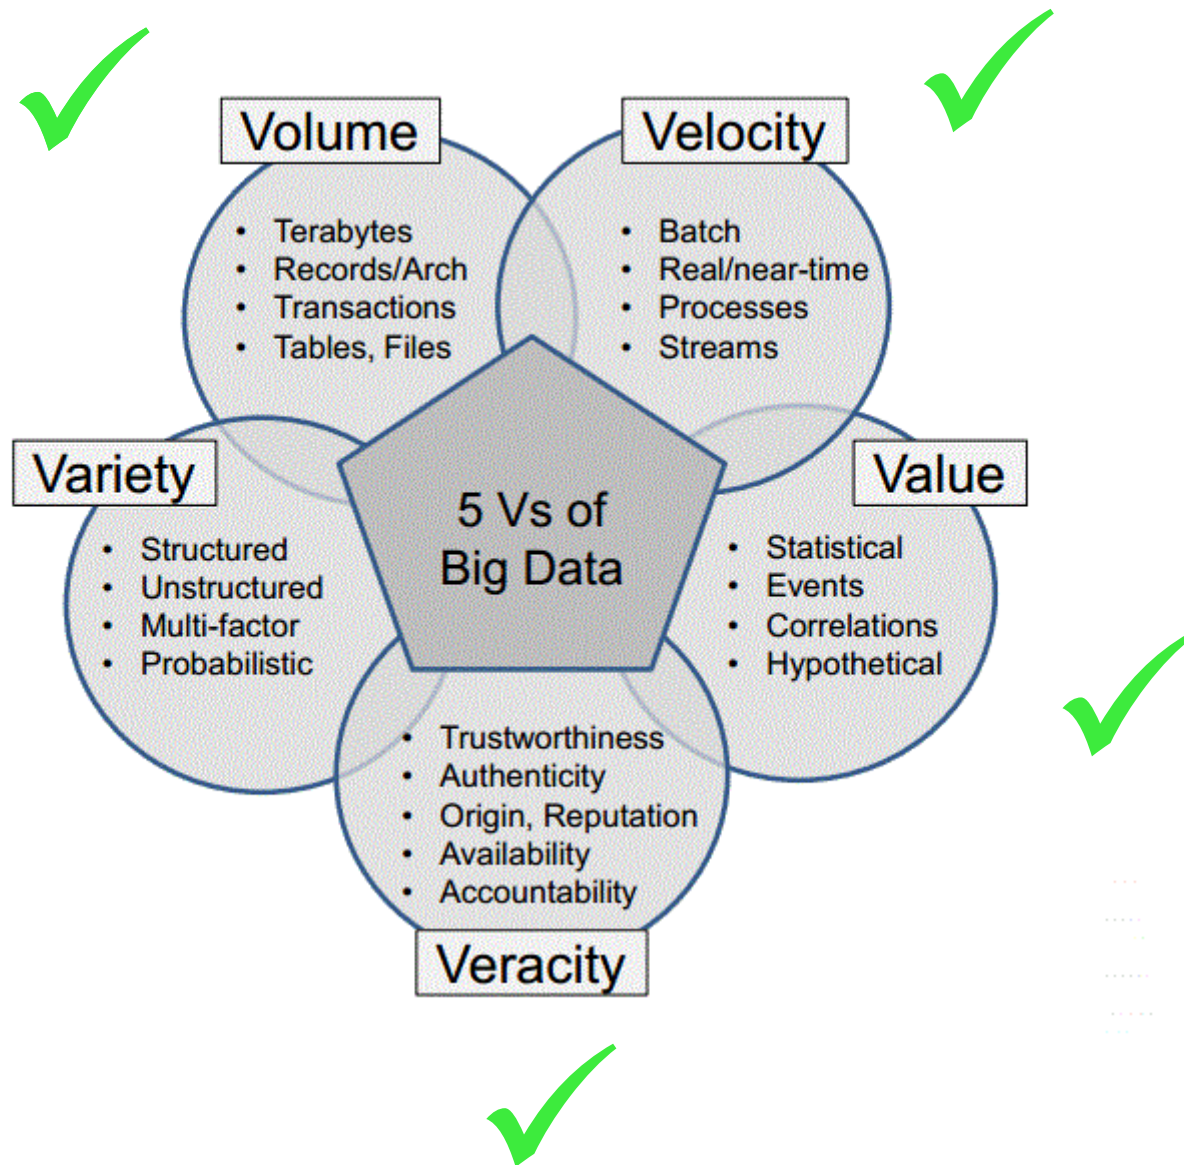 Volume
• Terabytes
• Records/Arch
• Transactions
• Tables, Files
Velocity
• Batch
• Real/near-time
• Processes
• Streams
Variety
• Structured
• Unstructured
• Multi-factor
• Probabilistic
5 Vs of
Big Data
Value
• Statistical
• Events
• Correlations
• Hypothetical
• Trustworthiness
• Authenticity
• Origin, Reputation
• Availability
• Accountability
Veracity